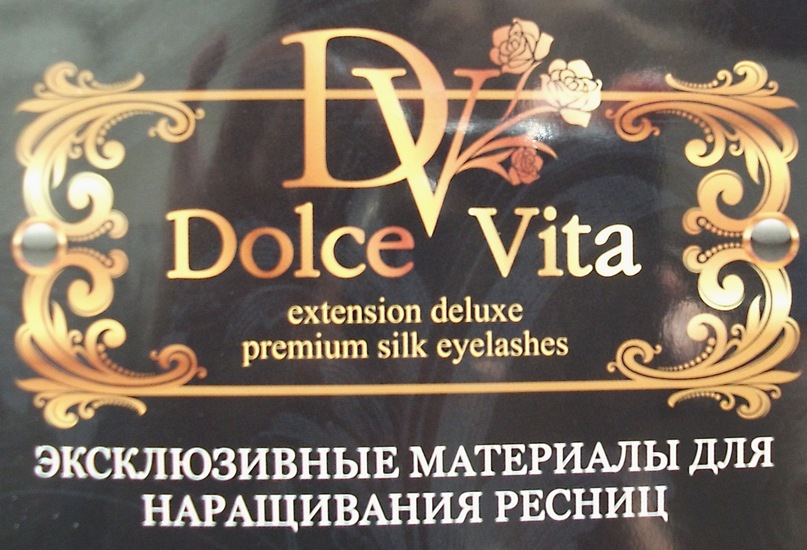 DV
Dolce Vita
extension deluxe
premium silk eyelashes
ЭКСКЛЮЗИВНЫЕ МАТЕРИАЛЫ ДЛЯ
НАРАЩИВАНИЯ РЕСНИЦ